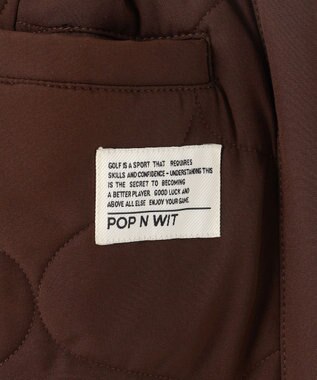 GOLF IS A SPORT THAT REQUIRES
SKILLS AND CONFIDENCE - UNDERSTANDING THIS
IS THE SECRET TO BECOMING
A BETTER PLAYER. GOOD LUCK AND
ABOVE ALL ELSE ENJOY YOUR GAME.
POP N WIT